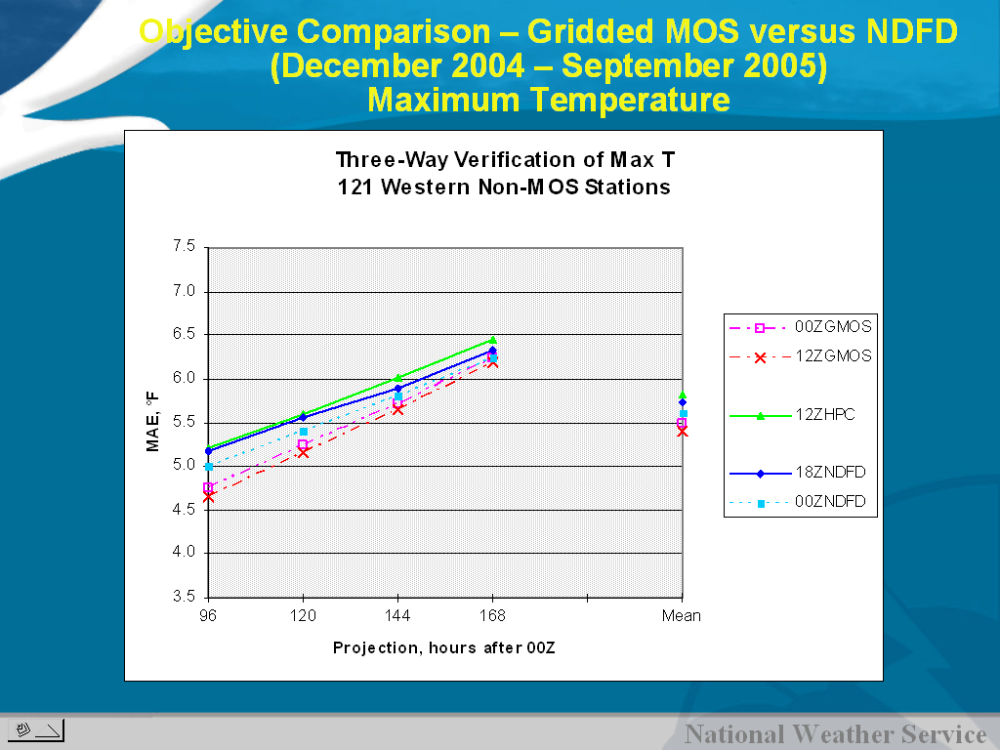 Objective Comparison – Gridded MOS versus NDFD
(December 2004 – September 2005)
Maximum Temperature
Three-Way Verification of Max T
121 Western Non-MOS Stations
7.5
7.0
6.5
6.0
5.5
5.0
4.5
4.0
3.5
MAE, °F
96 120 144 168 Mean
Projection, hours after 00Z
00ZGMOS
12ZGMOS
12ZHPC
18ZNDFD
00ZNDFD
National Weather Service